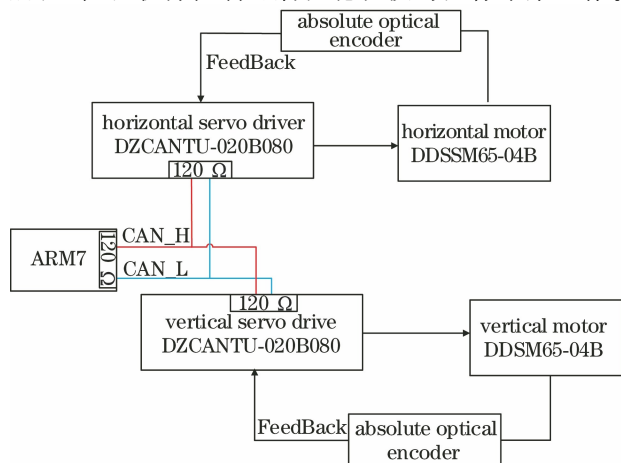 absolute optical
encoder
FeedBack
horizontal servo driver
DZCANTU-020B080
120 Ω
horizontal motor
DDSSM65-04B
ARM7
120 Ω
CAN_H
CAN_L
120 Ω
vertical servo drive
DZCANTU-020B080
vertical motor
DDSM65-04B
FeedBack
absolute optical
encoder